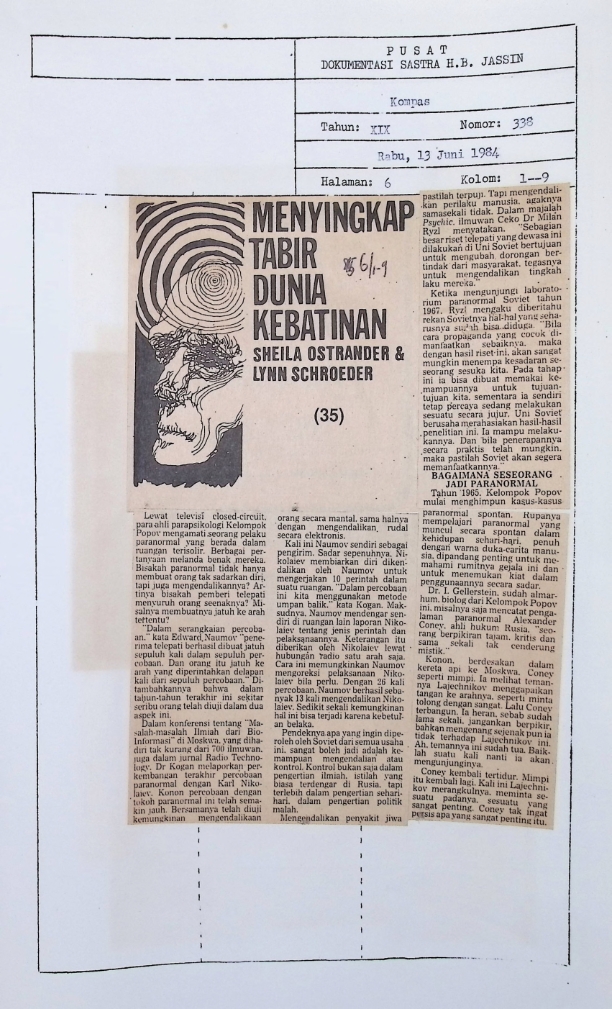 PUSAT
DOKUMENTASI SASTRA H.B. JASSIN
Kompas
Tahun: XIX Nomor: 338
Rabu, 13 Juni 1984
Halaman: 6 Kolom: 1--9
MENYINGKAP
TABIR
DUNIA
KEBATINAN
SHEILA OSTRANDER &
LYNN SCHROEDER
(35)
Lewat televisi closed-circuit,
para ahli parapsikologi Kelompok
Popov mengamati seorang pelaku
paranormal yang berada dalam
ruangan terisolir. Berbagai per-
tanyaan melanda benak mereka.
Bisakah paranormal tidak hanya
membuat orang tak sadarkan diri,
tapi juga mengendalikannya? Ar-
tinya bisakah pemberi telepati
menyuruh orang seenaknya? Mi-
salnya membuatnya jatuh ke arah
tertentu?
"Dalam serangkaian percoba-
an," kata Edward Naumov "pene-
rima telepati berhasil dibuat jatuh
sepuluh kali dalam sepuluh per-
cobaan. Dan orang itu jatuh ke
arah yang diperintahkan delapan
kali dari sepuluh percobaan." Di-
tambahkannya bahwa dalam
tahun-tahun terakhir ini sekitar
seribu orang telah diuji dalam dua
aspek ini.
Dalam konferensi tentang "Ma-
salah-masalah Ilmiah dari Bio-
Informasi" di Moskwa, yang diha-
diri tak kurang dari 700 ilmuwan,
juga dalam jurnal Radio Techno-
logy, Dr Kogan melaporkan per-
kembangan terakhir percobaan
paranormal dengan Karl Niko-
laiev. Konon percobaan dengan
tokoh paranormal ini telah sema-
kin jauh. Bersamanya telah diuji
kemungkinan mengendalikaan
orang secara mental, sama halnya
dengan mengendalikan rudal
secara elektronis.
Kali ini Naumov sendiri sebagai
pengirim. Sadar sepenuhnya, Ni-
kolaiev membiarkan diri diken-
dalikan oleh Naumov untuk
mengerjakan 10 perintah dalam
suatu ruangan. "Dalam percobaan
ini kita menggunakan metode
umpan balik," kata Kogan. Mak-
sudnya. Naumov mendengar sen-
diri di ruangan lain laporan Niko-
laiev tentang jenis perintah dan
pelaksanaannya. Keterangan itu
diberikan oleh Nikolaiev lewat
hubungan radio satu arah saja.
Cara ini memungkinkan Naumov
mengoreksi pelaksanaan Niko-
laiev bila perlu. Dengan 26 kali
percobaan, Naumov berhasil seba-
nyak 13 kali mengendalikan Niko-
laiev. Sedikit sekali kemungkinan
hal ini bisa terjadi karena kebetul-
an belaka.
Pendeknya apa yang ingin dipe-
roleh oleh Soviet dari semua usaha
ini, sangat boleh jadi adalah ke-
mampuan mengendalian atau
kontrol. Kontrol bukan saja dalam
pengertian ilmiah, istilah yang
biasa terdengar di Rusia, tapi
terlebih dalam pengertian sehari-
hari, dalam pengertian politik
malah.
Mengendalikan penyakit jiwa
pastilah terpuji. Tapi mengendali-
kan perilaku manusia, agaknya
samasekali tidak. Dalam majalah
Psychic, ilmuwan Ceko Dr Milan
Ryzl menyatakan, "Sebagian
besar riset telepati yang dewasa ini
dilakukan di Uni Soviet bertujuan
untuk mengubah dorongan ber-
tindak dari masyarakat, tegasnya
untuk mengendalikan tingkah
laku mereka."
Ketika mengunjungi laborato-
rium paranormal Soviet tahun
1967, Ryzl mengaku diberitahu
rekan Sovietnya hal-hal yang seha-
rusnya sudah bisa diduga. "Bila
cara propaganda yang cocok di-
manfaatkan sebaiknya, maka
dengan hasil riset ini, akan sangat
mungkin menempa kesadaran se-
seorang sesuka kita. Pada tahap
ini ia bisa dibuat memakai ke-
mampuannya untuk tujuan-
tujuan kita, sementara ia sendiri
tetap percaya sedang melakukan
sesuatu secara jujur. Uni Soviet
berusaha merahasiakan hasil-hasil
penelitian ini. Ia mampu melaku-
kannya. Dan bila penerapannya
secara praktis telah mungkin,
maka pastilah Soviet akan segera
memanfaatkannya."
BAGAIMANA SESEORANG
JADI PARANORMAL
Tahun 1965, Kelompok Popov
mulai menghimpun kasus-kasus
paranormal spontan. Rupanya
mempelajari paranormal yang
muncul secara spontan dalam
kehidupan sehari-hari, penuh
dengan warna duka-carita manu-
sia, dipandang penting untuk me-
mahami rumitnya gejala ini dan
untuk menemukan kiat dalam
penggunaannya secara sadar.
Dr. I. Gellerstein, sudah almar-
hum, biolog dari Kelompok Popov
ini, misalnya saja mencatat penga-
laman paranormal Alexander
Coney, ahli hukum Rusia, "seo-
rang berpikiran tajam, kritis dan
sama sekali tak cenderung
mistik."
Konon, berdesakan dalam
kereta api ke Moskwa, Coney
seperti mimpi. Ia melihat teman-
nya Lajechnikov menggapaikan
tangan ke arahnya, seperti minta
tolong dengan sangat. Lalu Coney
terbangun. Ia heran, sebab sudah
lama sekali, jangankan berpikir,
bahkan mengenang sejenak pun ia
tidak terhadap Lajechnikov ini.
Ah, temannya ini sudah tua. Baik-
lah suatu kali nanti ia akan
mengunjunginya.
Coney kembali tertidur. Mimpi
itu kembali lagi. Kali ini Lajechni-
kov merangkulnya, meminta se-
suatu padanya, sesuatu yang
sangat penting. Coney tak ingat
persis apa yang sangat penting itu,